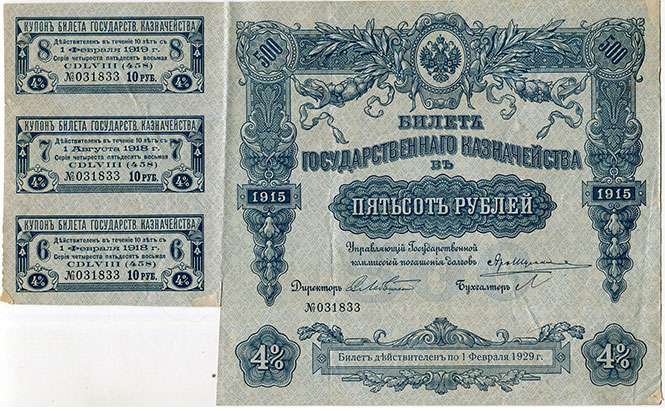 КУПОНЪ БИЛЕТА ГОСУДАРСТВ. КАЗНАЧЕЙСТВА
8 Дѣйствителенъ въ теченіе 10 лѣтъ съ 8
1 Февраля 1919 г.
Серія четыреста пятьдесятъ восьмая
CDLVIII (458)
4% №031833 10 РУБ. 4%
КУПОНЪ БИЛЕТА ГОСУДАРСТВ. КАЗНАЧЕЙСТВА
7 Дѣйствителенъ въ теченіе 10 лѣтъ съ 7
1 Августа 1918 г.
Серія четыреста пятьдесятъ восьмая
CDLVIII (458)
4% №031833 10 РУБ. 4%
КУПОНЪ БИЛЕТА ГОСУДАРСТВ. КАЗНАЧЕЙСТВА
6 Дѣйствителенъ въ теченіе 10 лѣтъ съ 6
1 Февраля 1918 г.
Серія четыреста пятьдесятъ восьмая
CDLVIII (458)
4% №031833 10 РУБ. 4%
500 500
БИЛЕТЪ
ГОСУДАРСТВЕННАГО КАЗНАЧЕЙСТВА
ВЪ
1915 1915
ПЯТЬСОТЪ РУБЛЕЙ
Управляющій Государственной
коммиссіей погашенія долговъ
Директоръ Бухгалтеръ
№031833
4% Билетъ дѣйствителенъ по 1 Февраля 1929 г. 4%